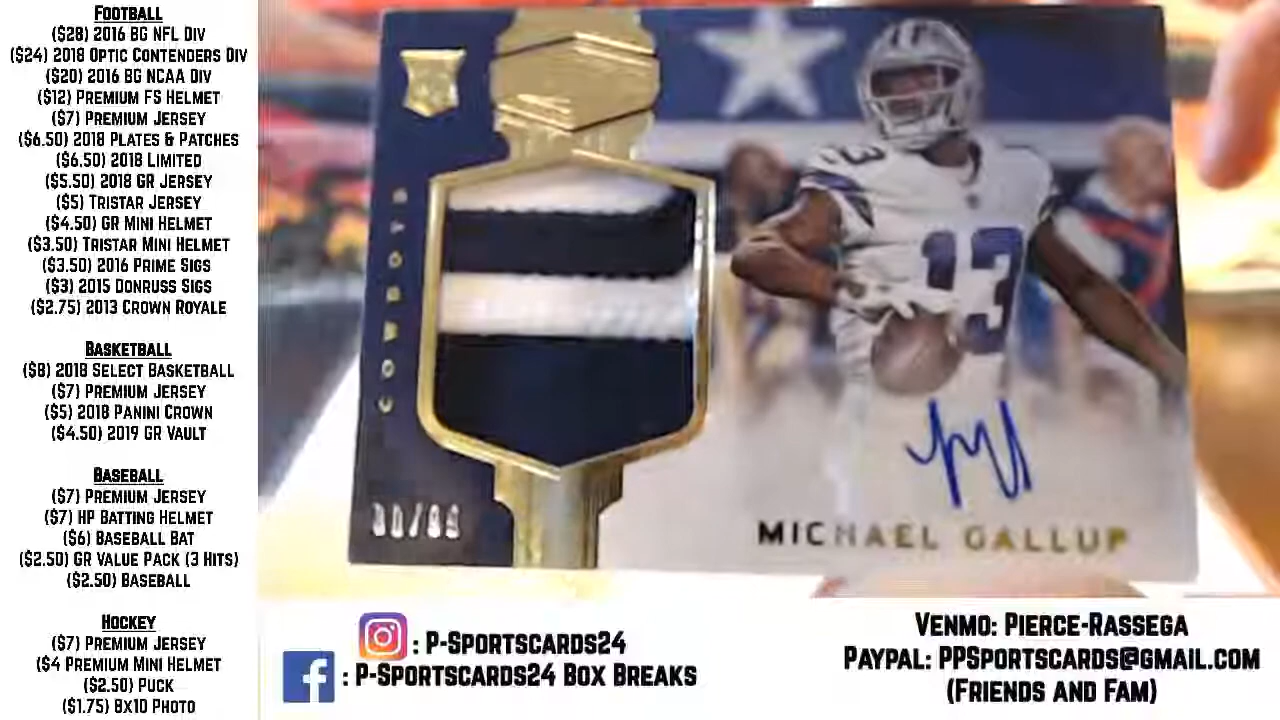 FOOTBALL
($28) 2016 BG NFL DIV
($24) 2018 OPTIC CONTENDERS DIV
($20) 2016 BG NCAA DIV
($12) PREMIUM FS HELMET
($7) PREMIUM JERSEY
($6.50) 2018 PLATES & PATCHES
($6.50) 2018 LIMITED
($5.50) 2018 GR JERSEY
($5) TRISTAR JERSEY
($4.50) GR MINI HELMET
($3.50) TRISTAR MINI HELMET
($3.50) 2016 PRIME SIGS
($3) 2015 DONRUSS SIGS
($2.75) 2013 CROWN ROYALE
BASKETBALL
($8) 2018 SELECT BASKETBALL
($7) PREMIUM JERSEY
($5) 2018 PANINI CROWN
($4.50) 2019 GR VAULT
BASEBALL
($7) PREMIUM JERSEY
($7) HP BATTING HELMET
($6) BASEBALL BAT
($2.50) GR VALUE PACK (3 HITS)
($2.50) BASEBALL
HOCKEY
($7) PREMIUM JERSEY
($4 PREMIUM MINI HELMET
($2.50) PUCK
($1.75) 8X10 PHOTO
COWBOYS
13
13
MICHAEL GALLUP
: P-SPORTSCARDS24
: P-SPORTSCARDS24 BOX BREAKS
VENMO: PIERCE-RASSEGA
PAYPAL: PPSPORTSCARDS@GMAIL.COM
(FRIENDS AND FAM)